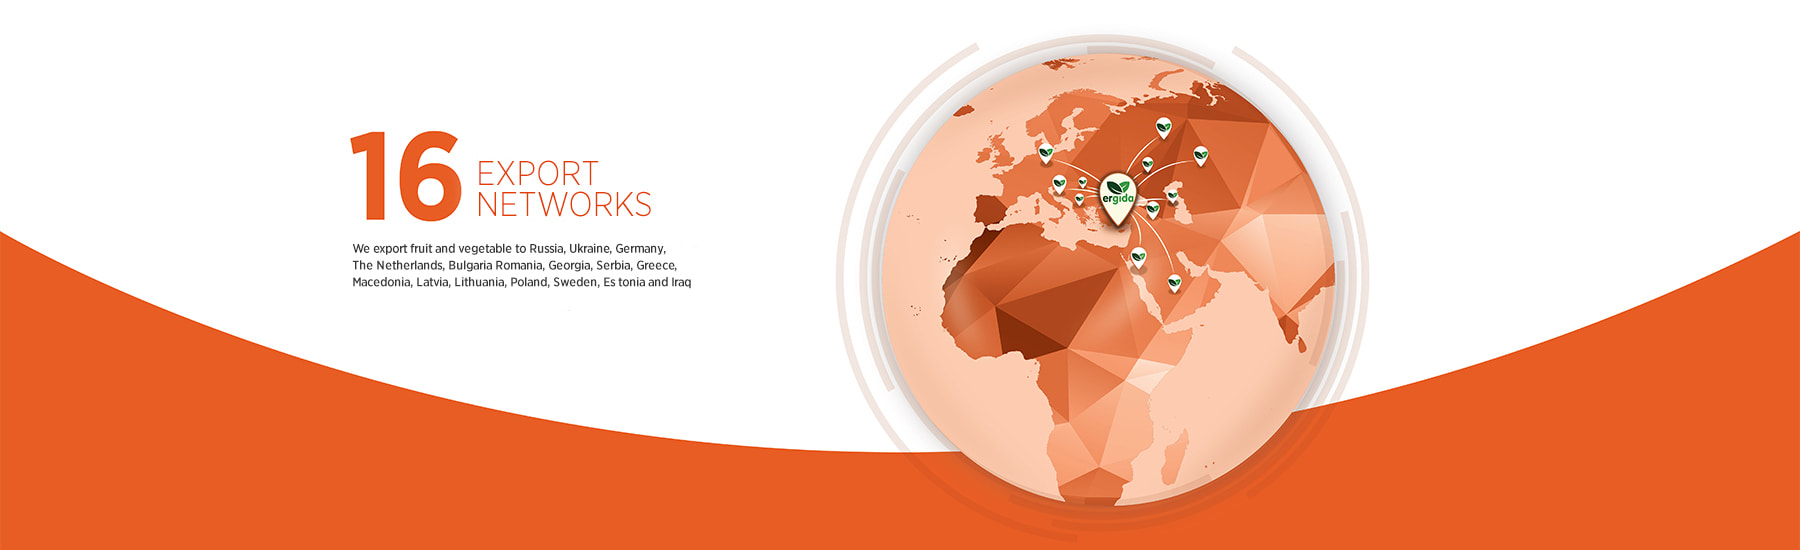 16 EXPORT
NETWORKS
We export fruit and vegetable to Russia, Ukraine, Germany,
The Netherlands, Bulgaria Romania, Georgia, Serbia, Greece,
Macedonia, Latvia, Lithuania, Poland, Sweden, Es tonia and Iraq
ergida